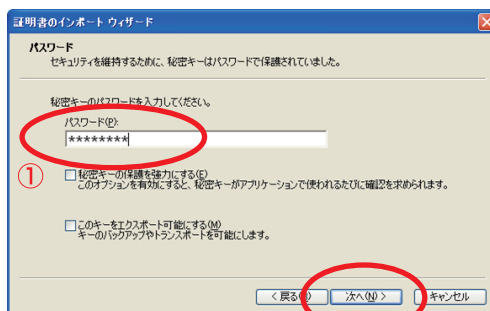 証明書のインポート ウィザード
パスワード
セキュリティを維持するために、秘密キーはパスワードで保護されていました。
秘密キーのパスワードを入力してください。
パスワード(P):
********
①
秘密キーの保護を強力にする(E)
このオプションを有効にすると、秘密キーがアプリケーションで使われるたびに確認を求められます。
このキーをエクスポート可能にする(M)
キーのバックアップやトランスポートを可能にします。
< 戻る(B) 次へ(N) > キャンセル